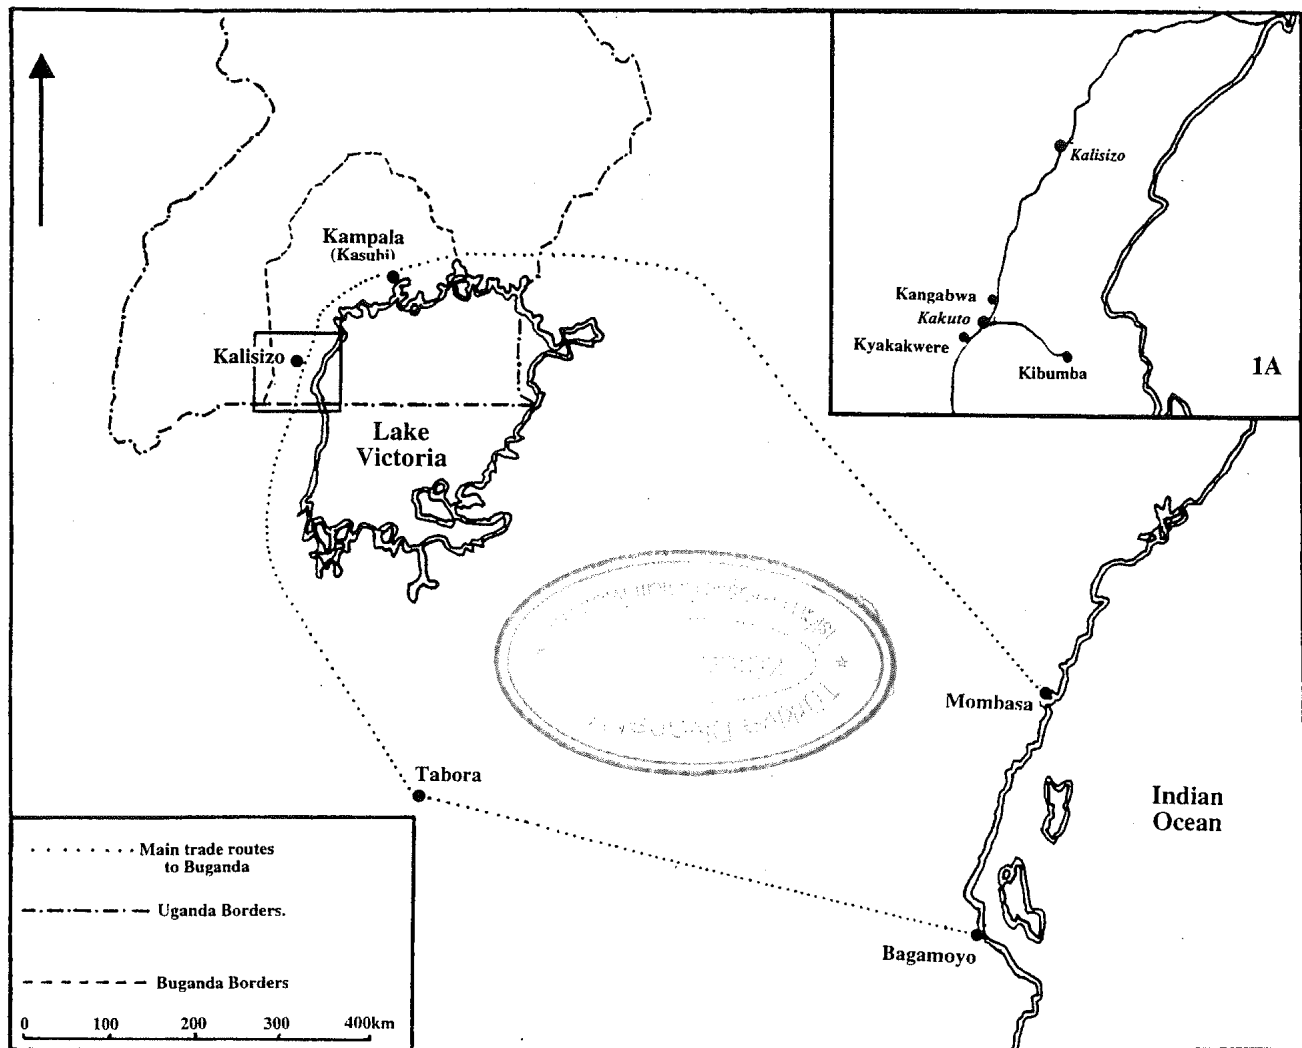 Kampala
(Kasubi)
Kalisizo
Lake
Victoria
Kalisizo
Kangabwa
Kakuto
Kyakakwere
Kibumba
1A
Mombasa
Tabora
Indian
Ocean
Bagamoyo
Main trade routes
to Buganda
Uganda Borders.
Buganda Borders
0 100 200 300 400km